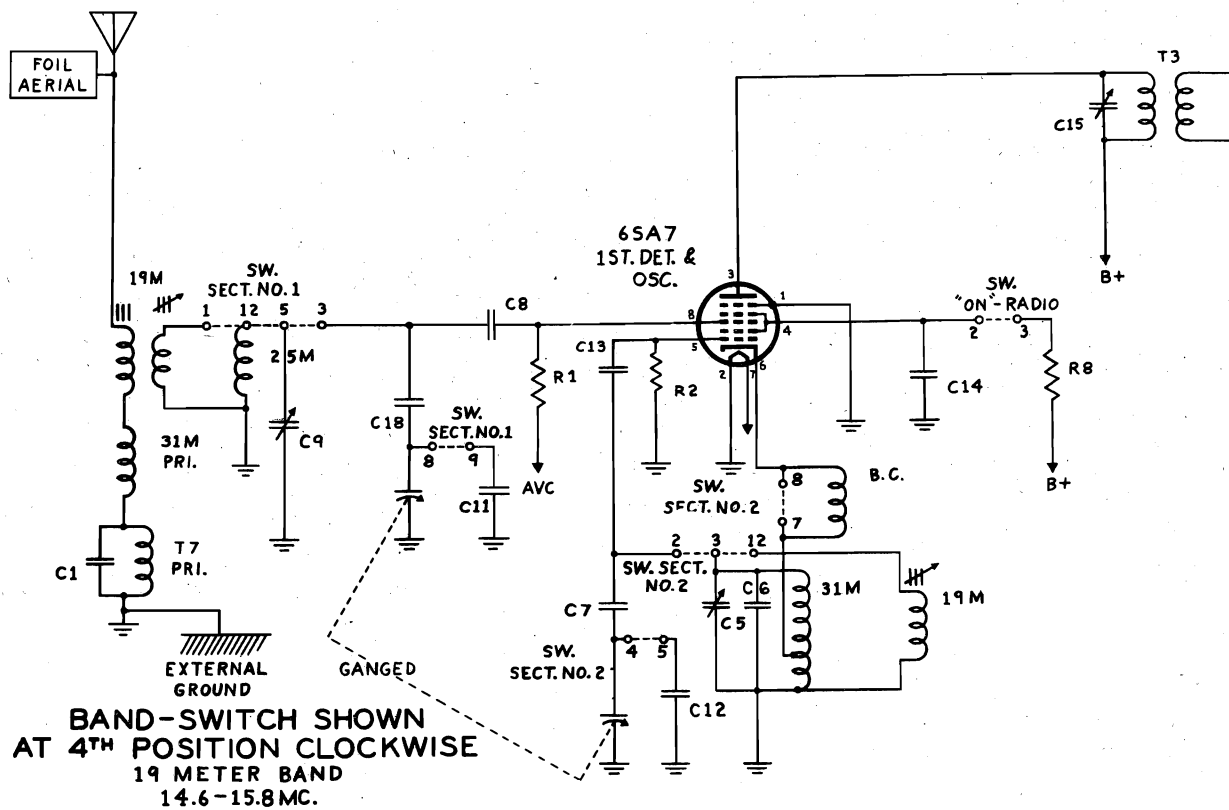 FOIL
AERIAL
T3
C15
B+
6SA7
1ST. DET. &
OSC.
3
1
8
4
5
2
7
6
19M
SW.
SECT. NO.1
1 12 5 3
25M
C9
31M
PRI.
C8
R1
AVC
C18
SW.
SECT. NO.1
8 9
C11
C13
R2
SW.
"ON"-RADIO
2 3
C14
R8
B+
T7
PRI.
C1
EXTERNAL
GROUND
GANGED
SW.
SECT. NO. 2
8
7
B.C.
2 3 12
SW. SECT.
NO. 2
C5
C6
31M
19M
C7
SW.
SECT. NO. 2
4 5
C12
BAND-SWITCH SHOWN
AT 4TH POSITION CLOCKWISE
19 METER BAND
14.6-15.8 MC.